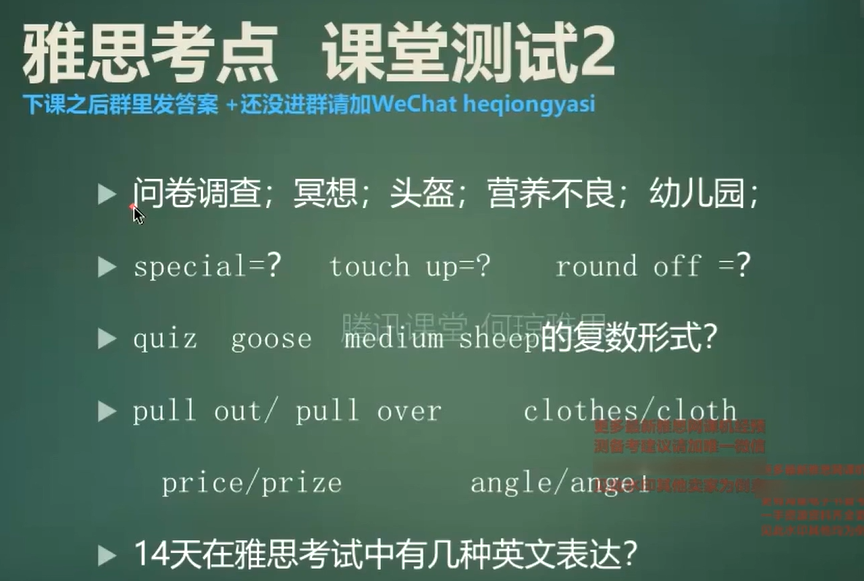 雅思考点 课堂测试2
下课之后群里发答案 +还没进群请加WeChat heqiongyasi
问卷调查；冥想；头盔；营养不良；幼儿园；
special=? touch up=? round off =?
腾讯课堂 何琼雅思
quiz goose medium sheep的复数形式？
pull out/ pull over clothes/cloth
price/prize angle/angel
14天在雅思考试中有几种英文表达？